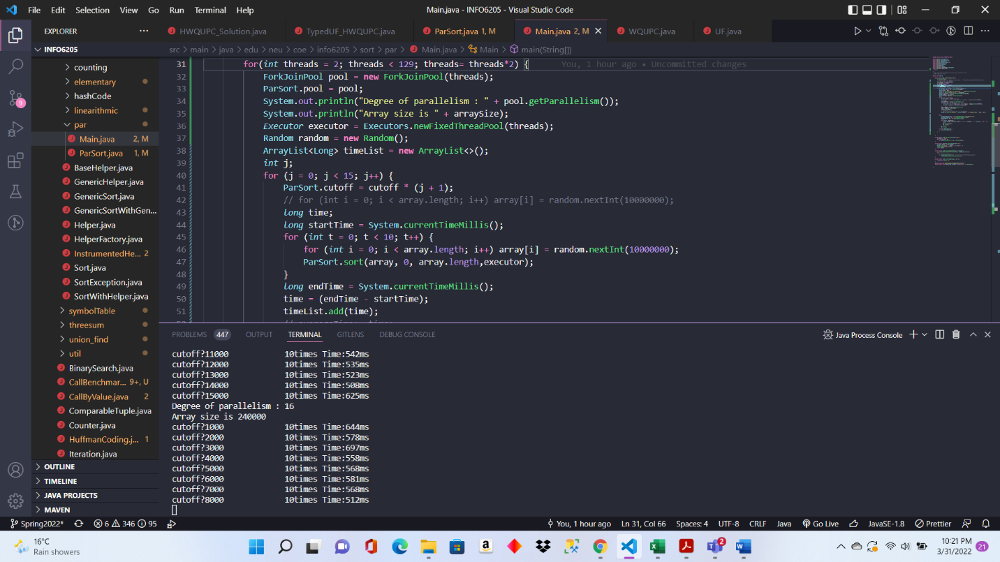 File Edit Selection View Go Run Terminal Help
Main.java - INFO6205 - Visual Studio Code
EXPLORER
HWQUPC_Solution.java
TypedUF_HWQUPC.java
ParSort.java 1, M
Main.java 2, M
WQUPC.java
UF.java
INFO6205
src > main > java > edu > neu > coe > info6205 > sort > par > Main.java > Main > main(String[])
counting
elementary
hashCode
linearithmic
par
Main.java 2, M
ParSort.java 1, M
BaseHelper.java
GenericHelper.java
GenericSort.java
GenericSortWithGen...
Helper.java
HelperFactory.java
InstrumentedHe... 2
Sort.java
SortException.java
SortWithHelper.java
symbolTable
threesum
union_find
util
BinarySearch.java
CallBenchmar... 9+, U
CallByValue.java 2
ComparableTuple.java
Counter.java
HuffmanCoding.j... 1
Iteration.java
OUTLINE
TIMELINE
JAVA PROJECTS
MAVEN
9
31 for(int threads = 2; threads < 129; threads= threads*2) { You, 1 hour ago • Uncommitted changes
32 ForkJoinPool pool = new ForkJoinPool(threads);
33 ParSort.pool = pool;
34 System.out.println("Degree of parallelism : " + pool.getParallelism());
35 System.out.println("Array size is " + arraySize);
36 Executor executor = Executors.newFixedThreadPool(threads);
37 Random random = new Random();
38 ArrayList<Long> timeList = new ArrayList<>();
39 int j;
40 for (j = 0; j < 15; j++) {
41 ParSort.cutoff = cutoff * (j + 1);
42 // for (int i = 0; i < array.length; i++) array[i] = random.nextInt(10000000);
43 long time;
44 long startTime = System.currentTimeMillis();
45 for (int t = 0; t < 10; t++) {
46 for (int i = 0; i < array.length; i++) array[i] = random.nextInt(10000000);
47 ParSort.sort(array, 0, array.length,executor);
48 }
49 long endTime = System.currentTimeMillis();
50 time = (endTime - startTime);
51 timeList.add(time);
PROBLEMS 447 OUTPUT TERMINAL GITLENS DEBUG CONSOLE
Java Process Console
cutoff?11000 10times Time:542ms
cutoff?12000 10times Time:535ms
cutoff?13000 10times Time:523ms
cutoff?14000 10times Time:508ms
cutoff?15000 10times Time:625ms
Degree of parallelism : 16
Array size is 240000
cutoff?1000 10times Time:644ms
cutoff?2000 10times Time:578ms
cutoff?3000 10times Time:697ms
cutoff?4000 10times Time:558ms
cutoff?5000 10times Time:568ms
cutoff?6000 10times Time:581ms
cutoff?7000 10times Time:568ms
cutoff?8000 10times Time:512ms
Spring2022* 6 346 95
You, 1 hour ago Ln 31, Col 66 Spaces: 4 UTF-8 CRLF Java Go Live JavaSE-1.8 Prettier
16°C
Rain showers
2
10:21 PM
3/31/2022
21